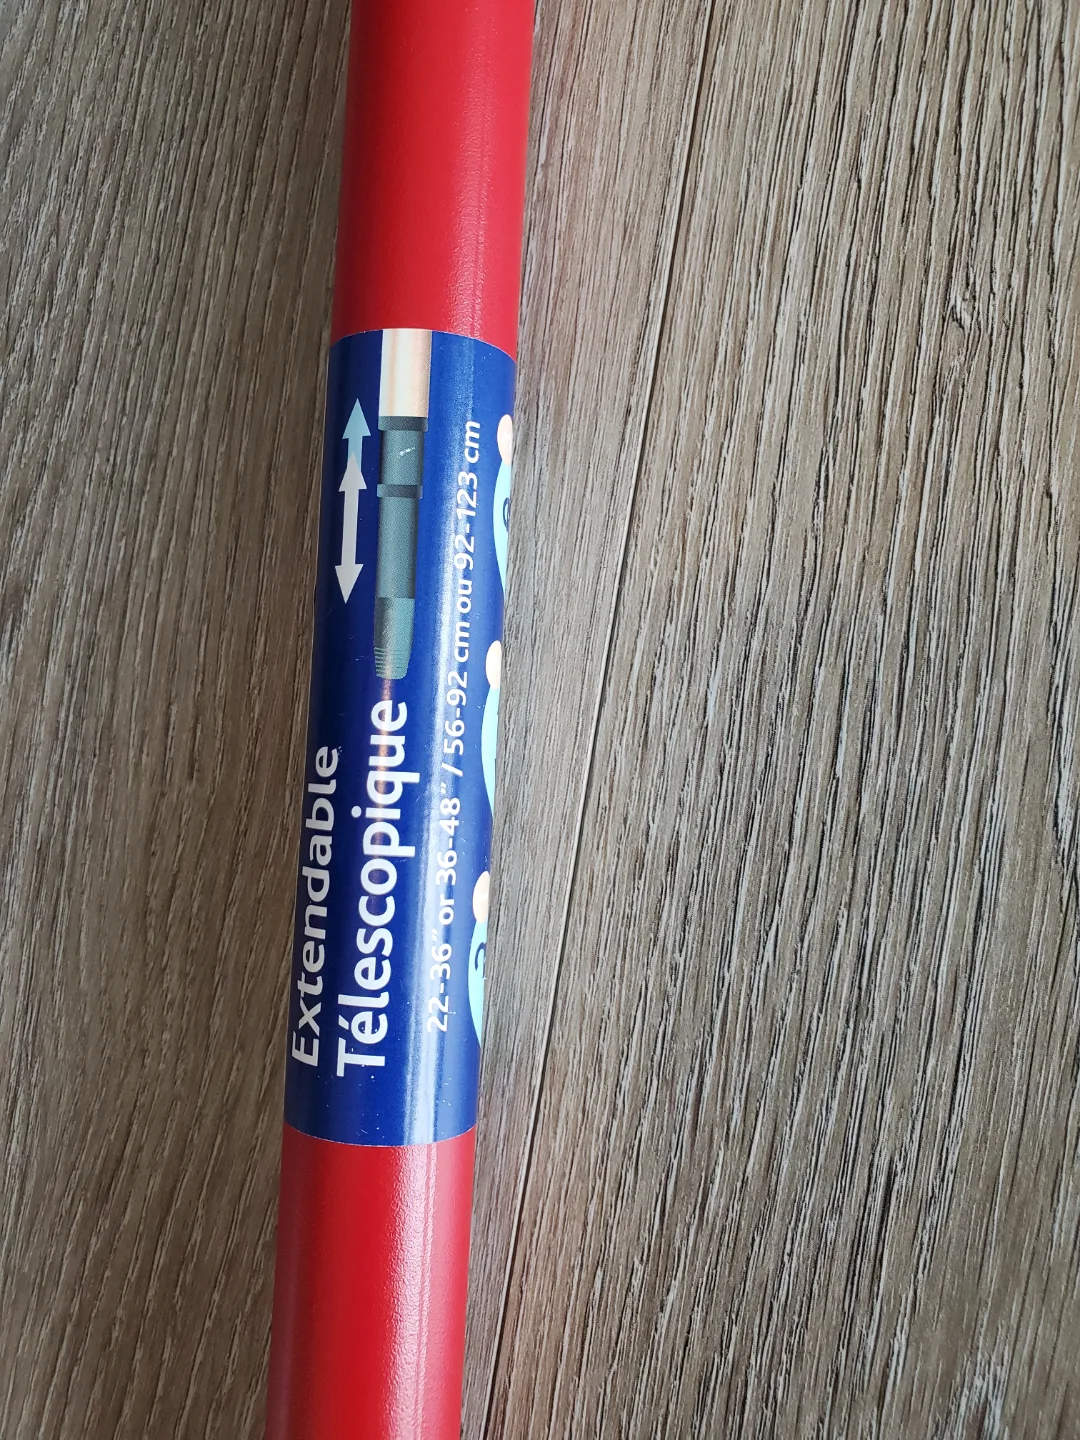 Extendable
Télescopique
22-36" or 36-48" / 56-92 cm ou 92-123 cm